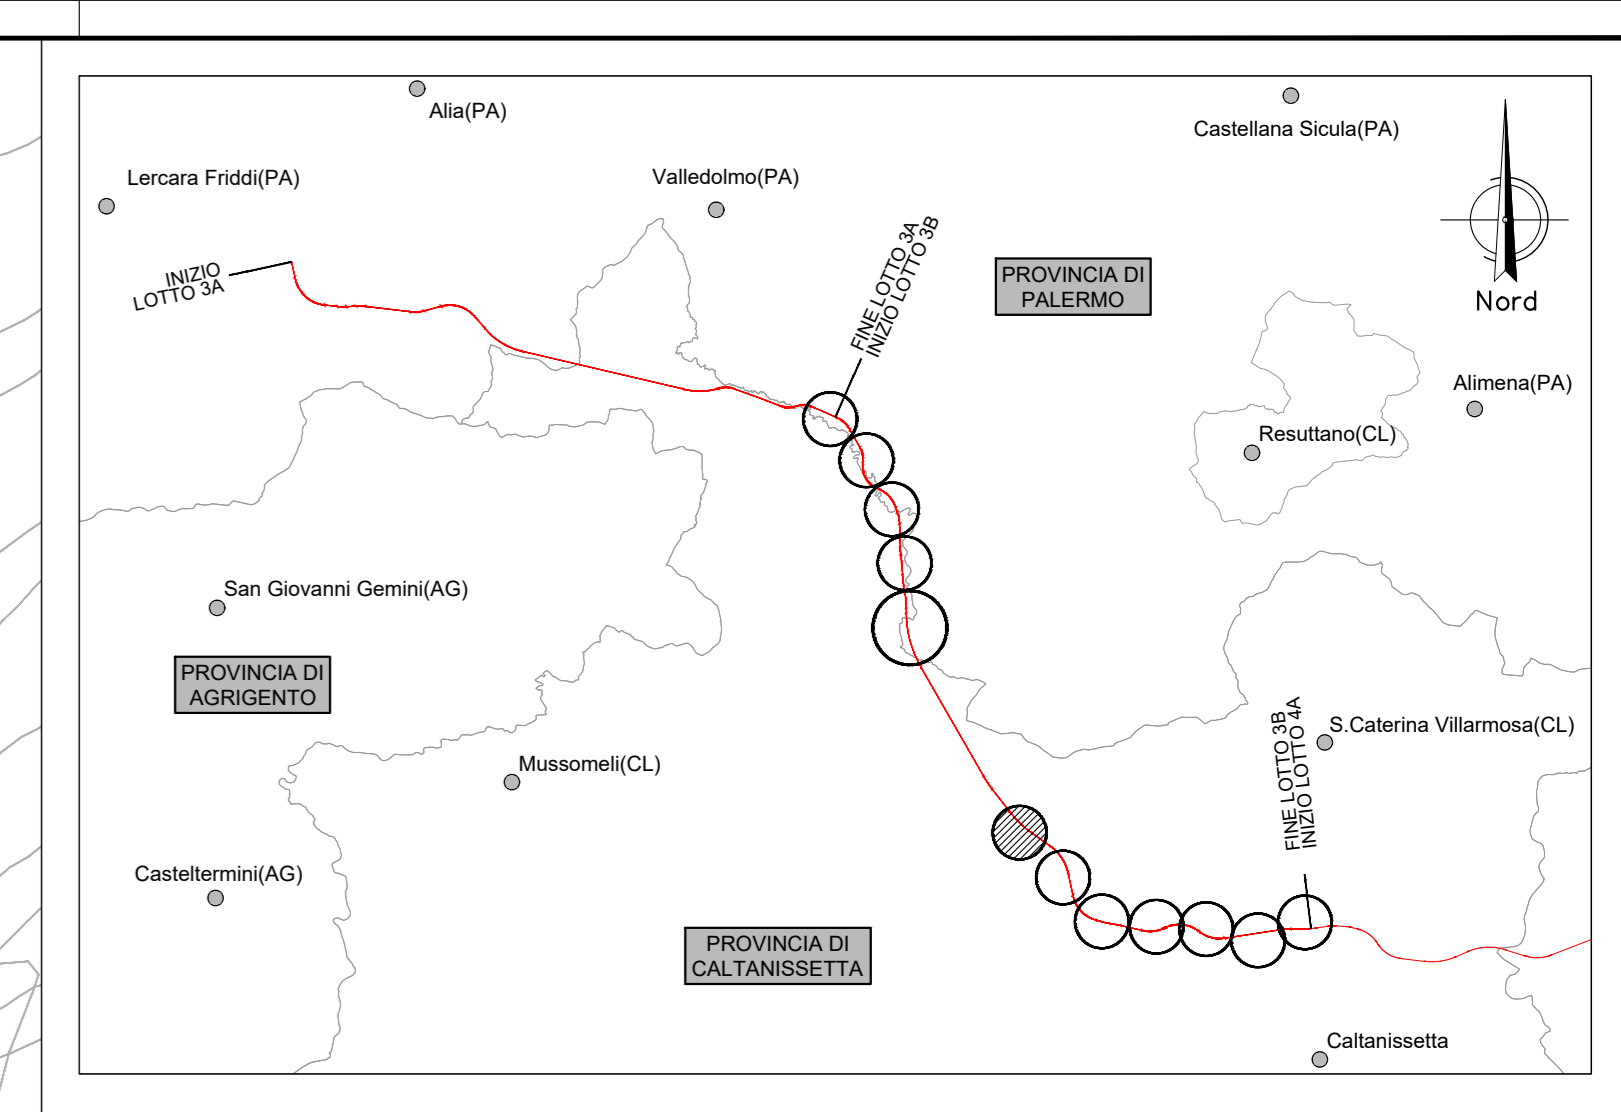 Alia(PA)
Castellana Sicula(PA)
Lercara Friddi(PA)
Valledolmo(PA)
INIZIO
LOTTO 3A
FINE LOTTO 3A
INIZIO LOTTO 3B
PROVINCIA DI
PALERMO
Nord
Alimena(PA)
Resuttano(CL)
San Giovanni Gemini(AG)
PROVINCIA DI
AGRIGENTO
FINE LOTTO 3B
INIZIO LOTTO 4A
S.Caterina Villarmosa(CL)
Mussomeli(CL)
Casteltermini(AG)
PROVINCIA DI
CALTANISSETTA
Caltanissetta